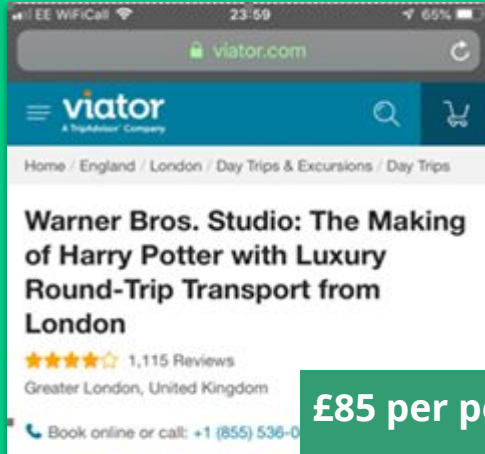 EE WiFiCall 23:59 65%
viator.com
viator
A TripAdvisor Company
Home / England / London / Day Trips & Excursions / Day Trips
Warner Bros. Studio: The Making
of Harry Potter with Luxury
Round-Trip Transport from
London
1,115 Reviews
Greater London, United Kingdom
£85 per pe
Book online or call: +1 (855) 536-0